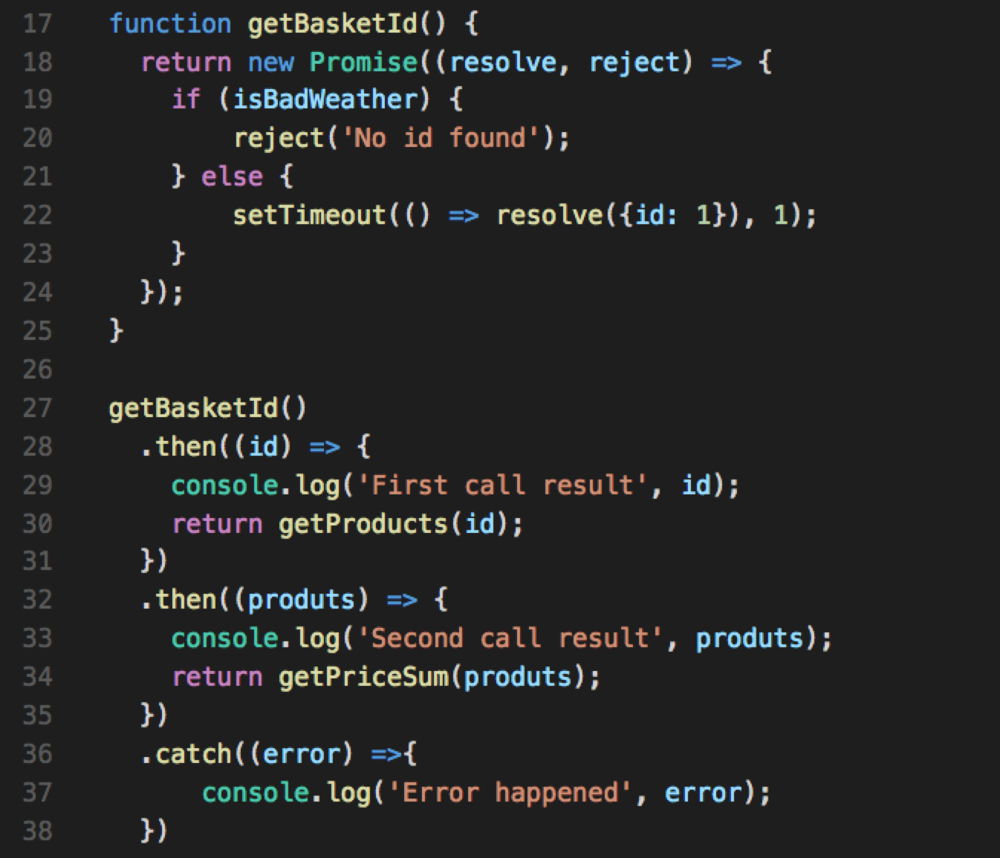 17 function getBasketId() {
18 return new Promise((resolve, reject) => {
19 if (isBadWeather) {
20 reject('No id found');
21 } else {
22 setTimeout(() => resolve({id: 1}), 1);
23 }
24 });
25 }
26
27 getBasketId()
28 .then((id) => {
29 console.log('First call result', id);
30 return getProducts(id);
31 })
32 .then((produts) => {
33 console.log('Second call result', produts);
34 return getPriceSum(produts);
35 })
36 .catch((error) =>{
37 console.log('Error happened', error);
38 })